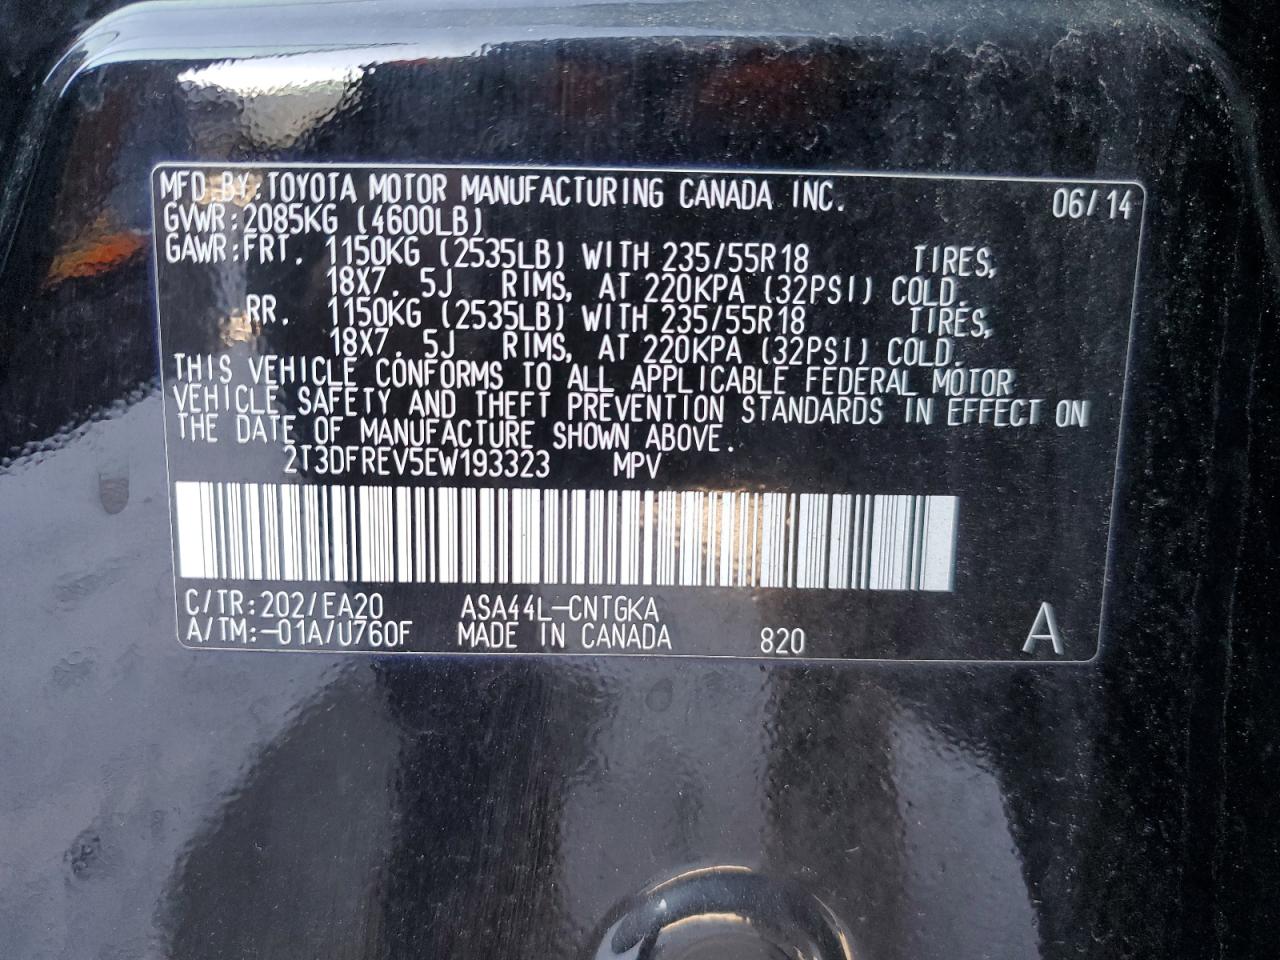 MFD BY:TOYOTA MOTOR MANUFACTURING CANADA INC. 06/14
GVWR:2085KG (4600LB)
GAWR:FRT. 1150KG (2535LB) WITH 235/55R18 TIRES,
18X7.5J RIMS, AT 220KPA (32PSI) COLD.
RR. 1150KG (2535LB) WITH 235/55R18 TIRES,
18X7.5J RIMS, AT 220KPA (32PSI) COLD.
THIS VEHICLE CONFORMS TO ALL APPLICABLE FEDERAL MOTOR
VEHICLE SAFETY AND THEFT PREVENTION STANDARDS IN EFFECT ON
THE DATE OF MANUFACTURE SHOWN ABOVE.
2T3DFREV5EW193323 MPV
C/TR:202/EA20 ASA44L-CNTGKA
A/TM:-01A/U760F MADE IN CANADA 820 A